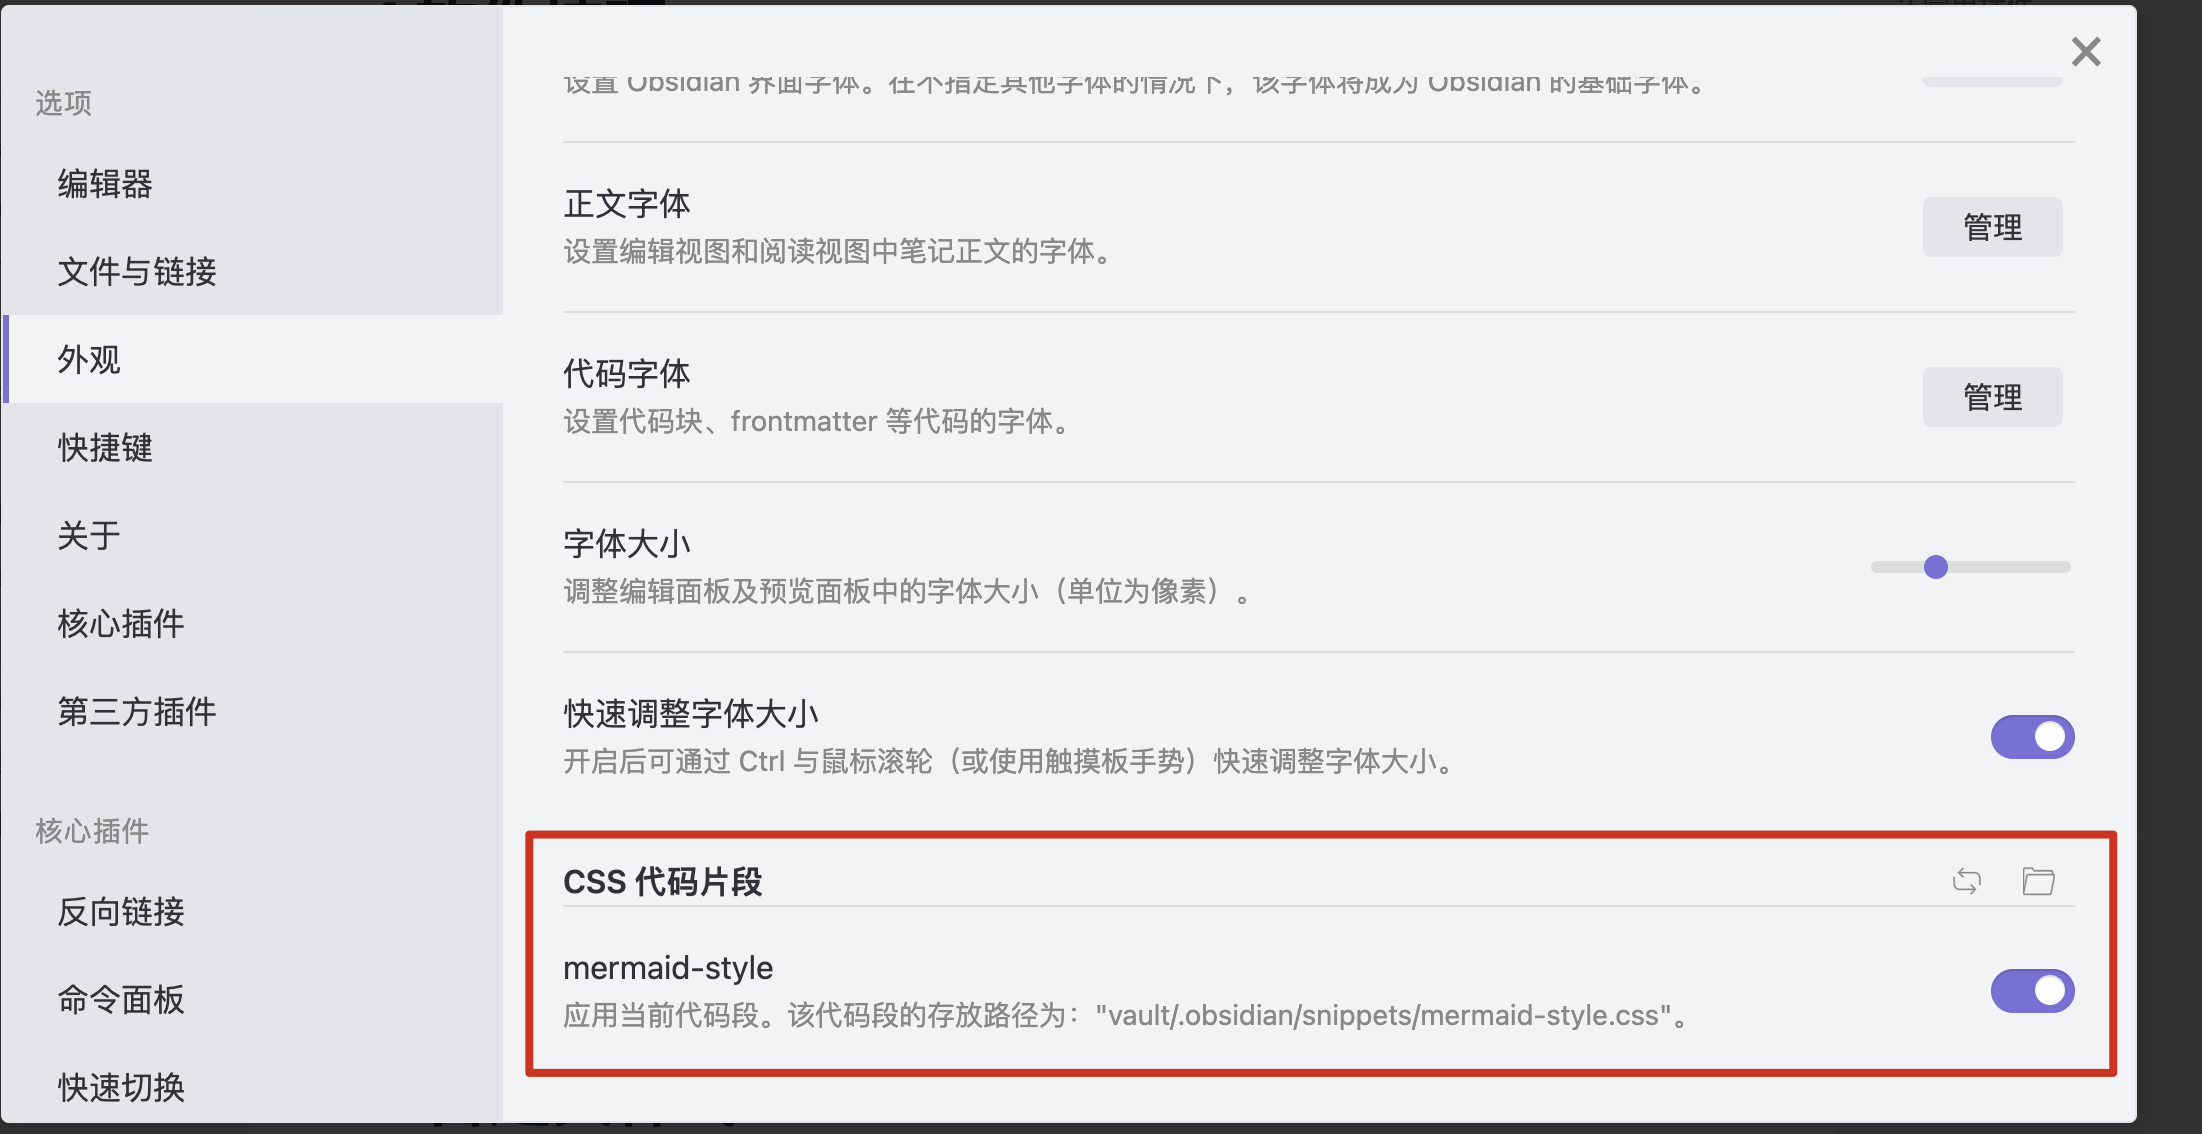 选项
编辑器
文件与链接
外观
快捷键
关于
核心插件
第三方插件
核心插件
反向链接
命令面板
快速切换
设置 Obsidian 界面字体。在不指定其他字体的情况下，该字体将成为 Obsidian 的基础字体。
正文字体
设置编辑视图和阅读视图中笔记正文的字体。
管理
代码字体
设置代码块、frontmatter 等代码的字体。
管理
字体大小
调整编辑面板及预览面板中的字体大小（单位为像素）。
快速调整字体大小
开启后可通过 Ctrl 与鼠标滚轮（或使用触摸板手势）快速调整字体大小。
CSS 代码片段
mermaid-style
应用当前代码段。该代码段的存放路径为："vault/.obsidian/snippets/mermaid-style.css"。